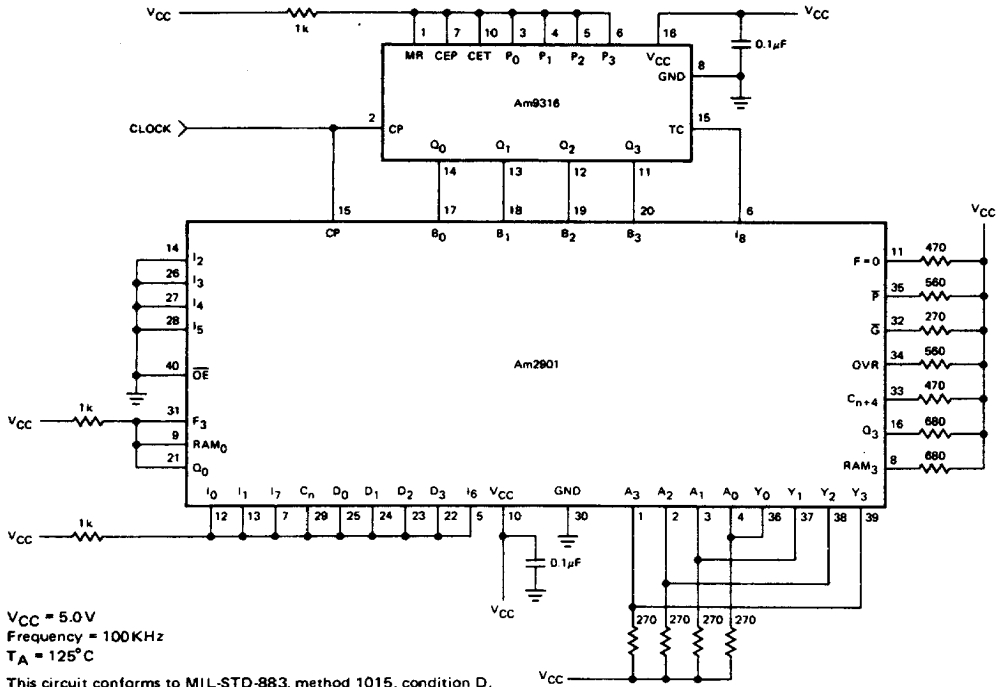 VCC 1k VCC
1 7 10 3 4 5 6 16
MR CEP CET P0 P1 P2 P3 VCC
0.1μF
GND 8
Am9316
CLOCK 2 CP TC 15
Q0 Q1 Q2 Q3
14 13 12 11
15 17 18 19 20 6
CP B0 B1 B2 B3 I8
VCC
14 I2 F=0 11 470
26 I3 P̅ 35 560
27 I4 G̅ 32 270
28 I5 OVR 34 560
40 O̅E̅ Am2901 Cn+4 33 470
VCC 1k 31 F3 Q3 16 680
9 RAM0 RAM3 8 680
21 Q0
I0 I1 I7 Cn D0 D1 D2 D3 I6 VCC GND A3 A2 A1 A0 Y0 Y1 Y2 Y3
12 13 7 29 25 24 23 22 5 10 30 1 2 3 4 36 37 38 39
VCC 1k
0.1μF
VCC
270 270 270 270
VCC
VCC = 5.0 V
Frequency = 100KHz
TA = 125°C
This circuit conforms to MIL-STD-883, method 1015, condition D.